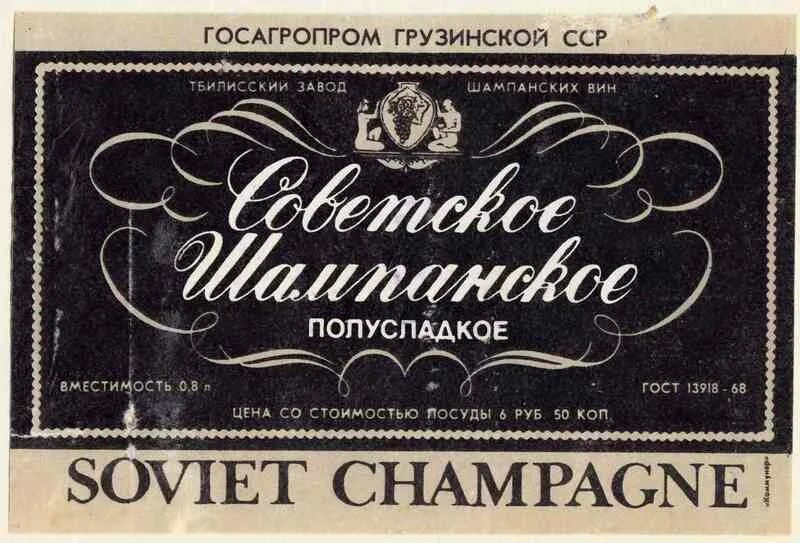 ГОСАГРОПРОМ ГРУЗИНСКОЙ ССР
ТБИЛИССКИЙ ЗАВОД ШАМПАНСКИХ ВИН
Советское
Шампанское
ПОЛУСЛАДКОЕ
ВМЕСТИМОСТЬ 0,8 л ГОСТ 13918-68
ЦЕНА СО СТОИМОСТЬЮ ПОСУДЫ 6 РУБ. 50 КОП.
SOVIET CHAMPAGNE
«Коммунар»